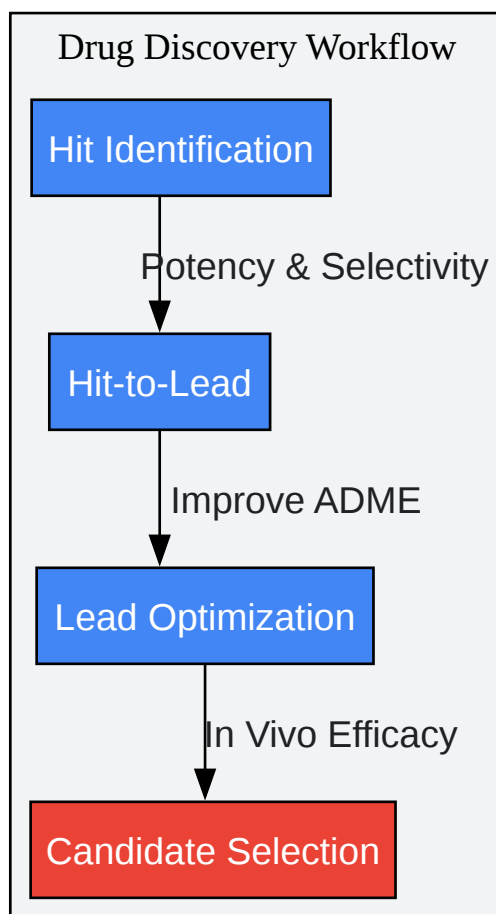 Drug Discovery Workflow
Hit Identification
Potency & Selectivity
Hit-to-Lead
Improve ADME
Lead Optimization
In Vivo Efficacy
Candidate Selection